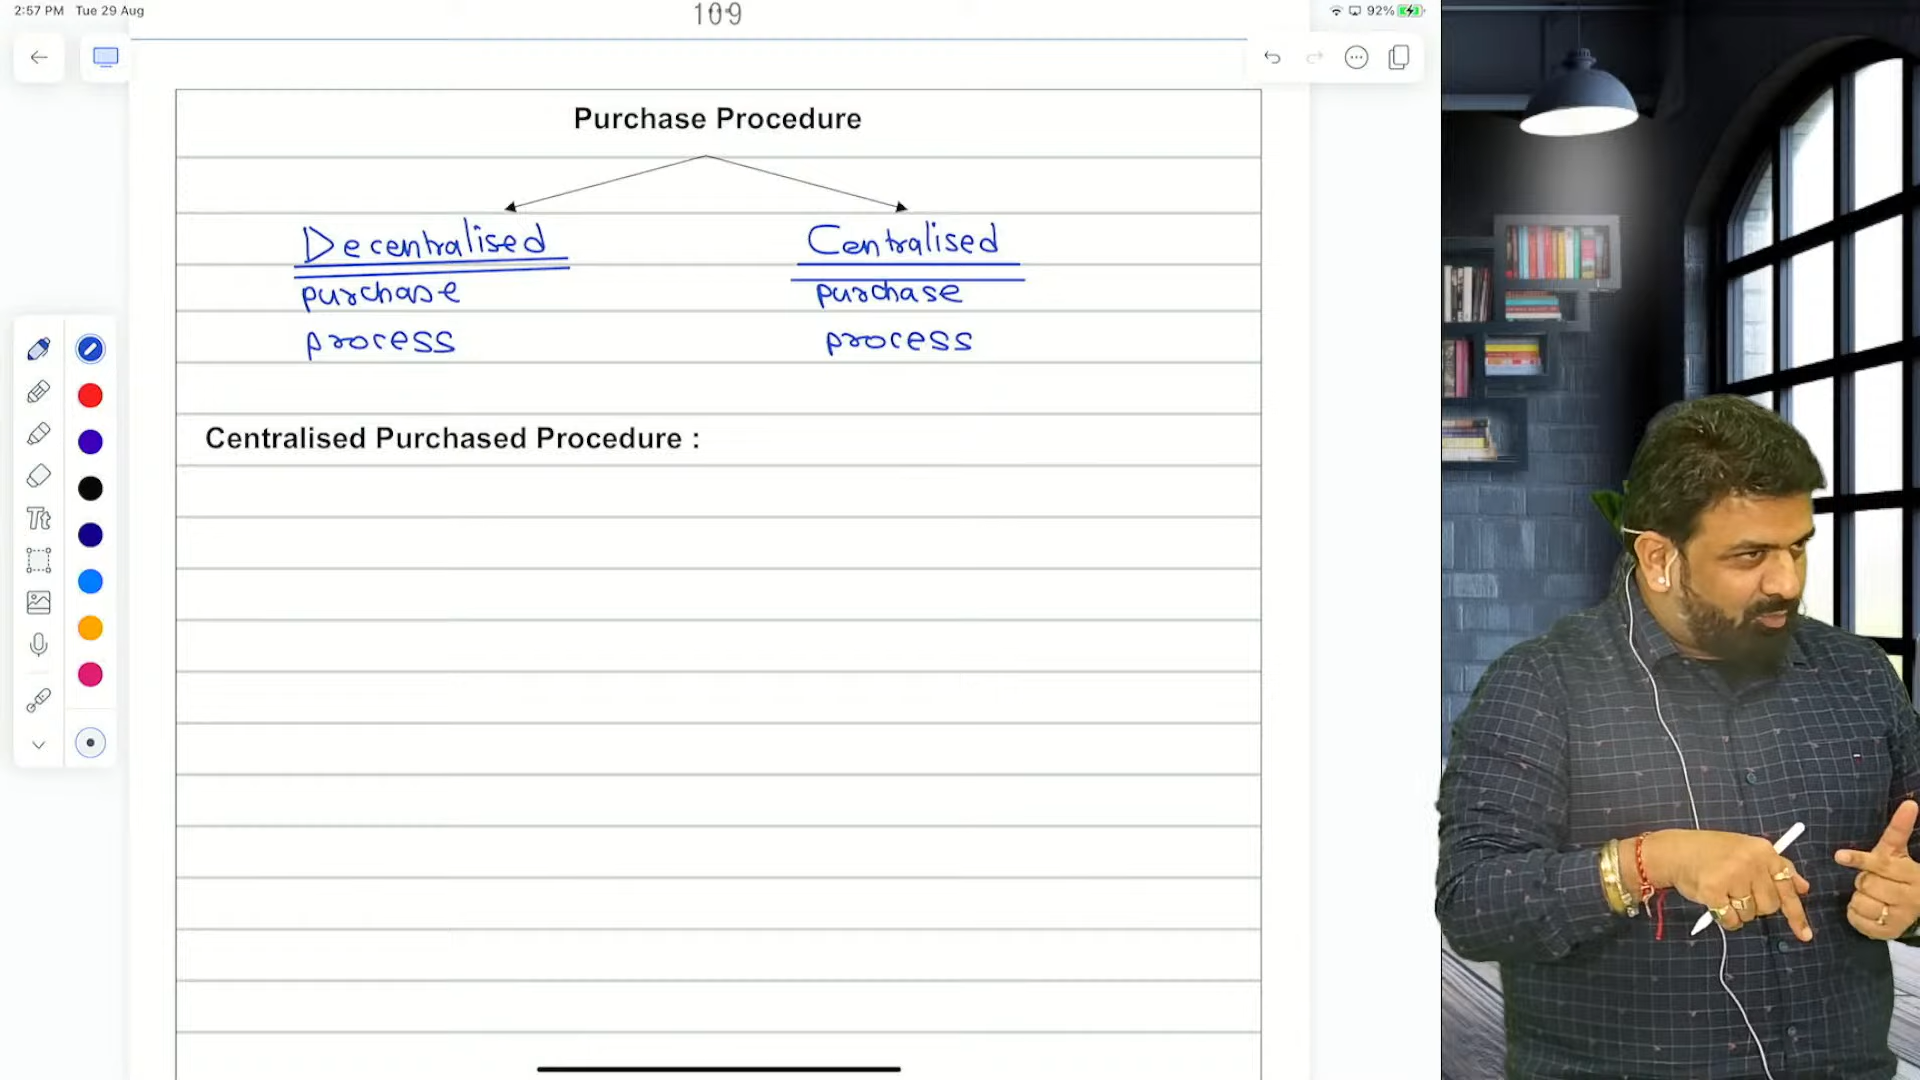 2:57 PM Tue 29 Aug
109
92%
Purchase Procedure
Decentralised
purchase
process
Centralised
purchase
process
Centralised Purchased Procedure :
Tt